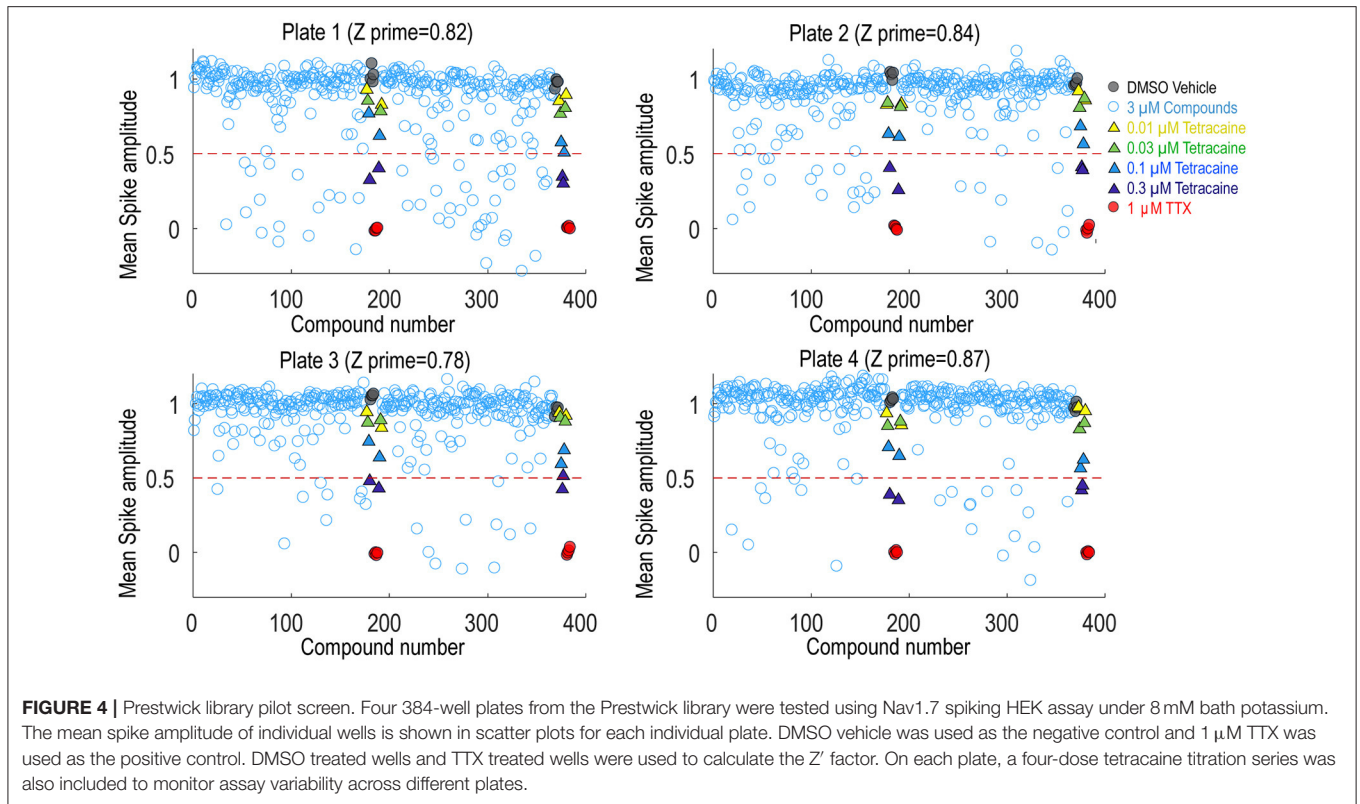 Plate 1 (Z prime=0.82)
Mean Spike amplitude
1
0.5
0
0 100 200 300 400
Compound number
Plate 2 (Z prime=0.84)
Mean Spike amplitude
1
0.5
0
0 100 200 300 400
Compound number
DMSO Vehicle
3 µM Compounds
0.01 µM Tetracaine
0.03 µM Tetracaine
0.1 µM Tetracaine
0.3 µM Tetracaine
1 µM TTX
Plate 3 (Z prime=0.78)
Mean Spike amplitude
1
0.5
0
0 100 200 300 400
Compound number
Plate 4 (Z prime=0.87)
Mean Spike amplitude
1
0.5
0
0 100 200 300 400
Compound number
FIGURE 4 | Prestwick library pilot screen. Four 384-well plates from the Prestwick library were tested using Nav1.7 spiking HEK assay under 8 mM bath potassium.
The mean spike amplitude of individual wells is shown in scatter plots for each individual plate. DMSO vehicle was used as the negative control and 1 µM TTX was
used as the positive control. DMSO treated wells and TTX treated wells were used to calculate the Z′ factor. On each plate, a four-dose tetracaine titration series was
also included to monitor assay variability across different plates.